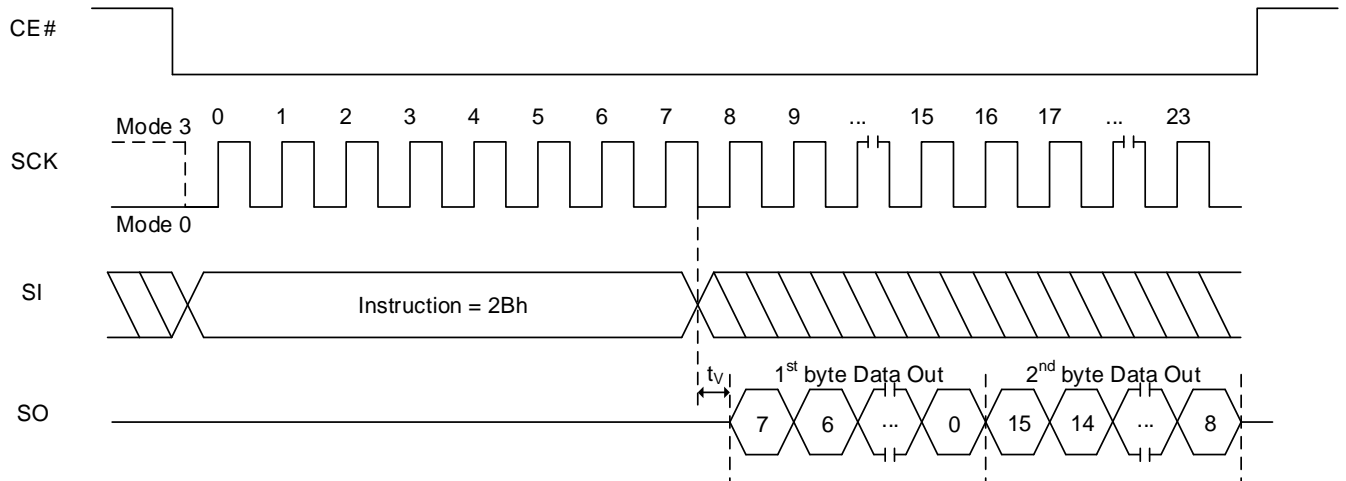 CE#
0 1 2 3 4 5 6 7 8 9 ... 15 16 17 ... 23
Mode 3
SCK
Mode 0
SI
Instruction = 2Bh
tV 1st byte Data Out 2nd byte Data Out
SO
7 6 ... 0 15 14 ... 8